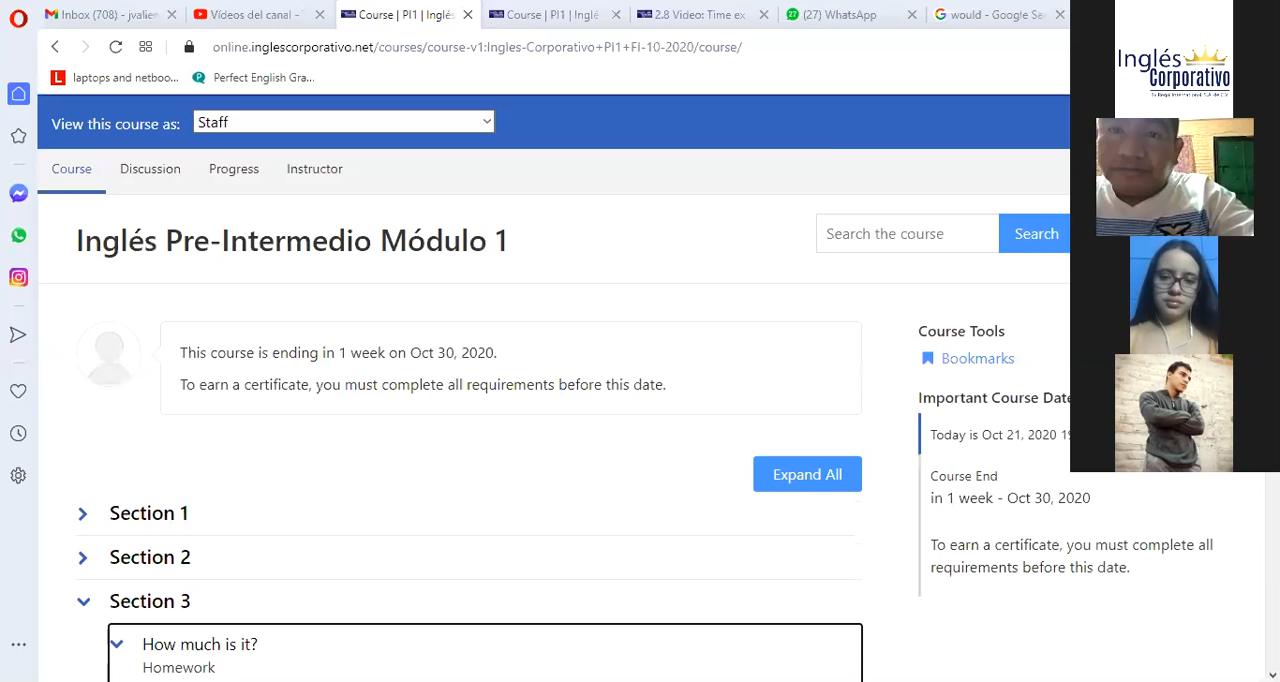 Inbox (708) - jvalien
Vídeos del canal -
Course | PI1 | Inglés
Course | PI1 | Inglé
2.8 Video: Time ex
(27) WhatsApp
would - Google Se
online.inglescorporativo.net/courses/course-v1:Ingles-Corporativo+PI1+FI-10-2020/course/
laptops and netboo...
Perfect English Gra...
Inglés
Corporativo
View this course as:
Staff
Course
Discussion
Progress
Instructor
Inglés Pre-Intermedio Módulo 1
Search the course
Search
This course is ending in 1 week on Oct 30, 2020.
To earn a certificate, you must complete all requirements before this date.
Course Tools
Bookmarks
Important Course Date
Today is Oct 21, 2020
Course End
in 1 week - Oct 30, 2020
To earn a certificate, you must complete all
requirements before this date.
Expand All
Section 1
Section 2
Section 3
How much is it?
Homework